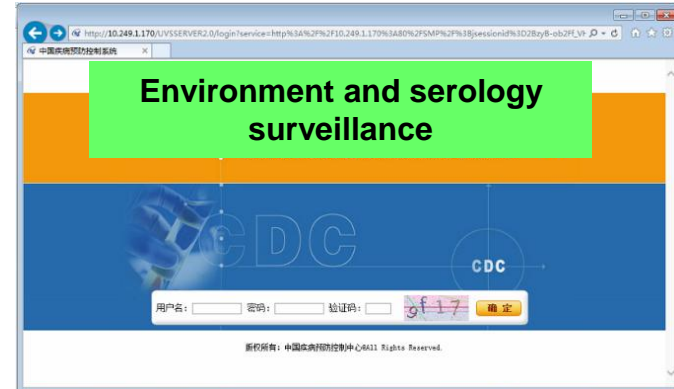 http://10.249.1.170/UVSSERVER2.0/login?service=http%3A%2F%2F10.249.1.170%3A80%2FSMP%2F%3Bjsessionid%3D2BzyB-ob2Ff_VH
中国疾病预防控制系统
Environment and serology
surveillance
CDC
CDC
用户名: 密码: 验证码: gf17 确定
版权所有: 中国疾病预防控制中心©All Rights Reserved.